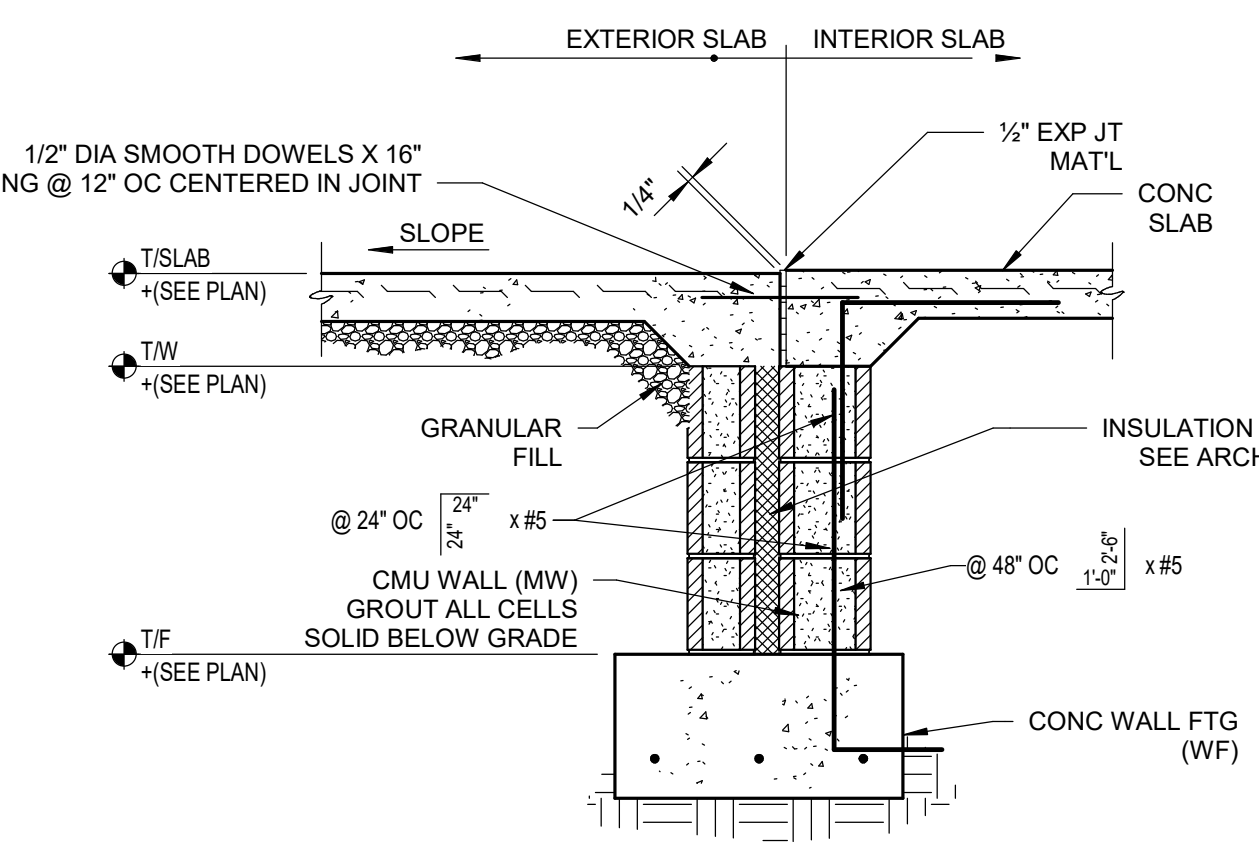 EXTERIOR SLAB
INTERIOR SLAB
½" EXP JT
MAT'L
1/2" DIA SMOOTH DOWELS X 16"
NG @ 12" OC CENTERED IN JOINT
1/4"
CONC
SLAB
SLOPE
T/SLAB
+(SEE PLAN)
T/W
+(SEE PLAN)
GRANULAR
FILL
INSULATION
SEE ARCH
@ 24" OC 24" 24" x #5
@ 48" OC 1'-0" 2'-6" x #5
CMU WALL (MW)
GROUT ALL CELLS
SOLID BELOW GRADE
T/F
+(SEE PLAN)
CONC WALL FTG
(WF)